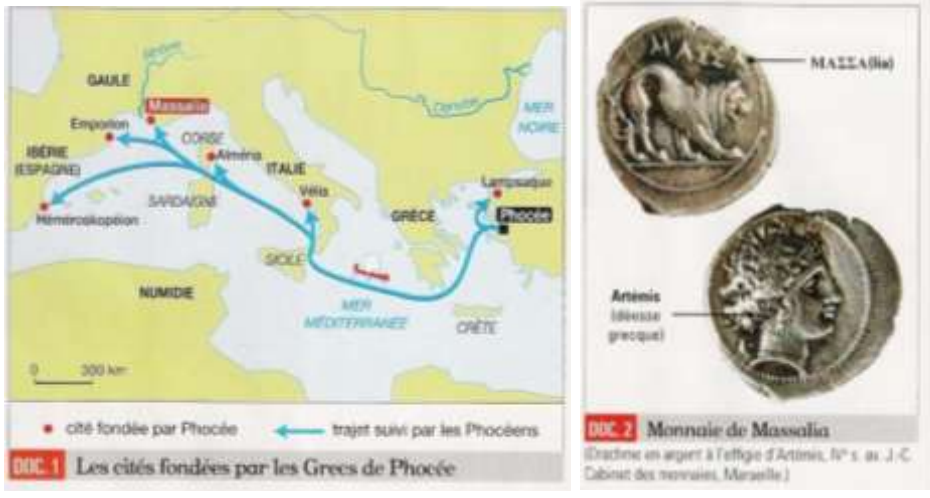 Rhône
GAULE
Danube
MER
NOIRE
Massalia
Emporion
CORSE
IBÉRIE
(ESPAGNE)
Alméria
ITALIE
Lampsaque
Vélia
SARDAIGNE
GRÈCE
Phocée
Héméroskopéion
SICILE
NUMIDIE
MER
MÉDITERRANÉE
CRÈTE
0 300 km
cité fondée par Phocée
trajet suivi par les Phocéens
DOC. 1 Les cités fondées par les Grecs de Phocée
ΜΑΣΣΑ(lia)
Artémis
(déesse
grecque)
DOC. 2 Monnaie de Massalia
(Drachme en argent à l'effigie d'Artémis, IVe s. av. J.-C.
Cabinet des monnaies, Marseille.)